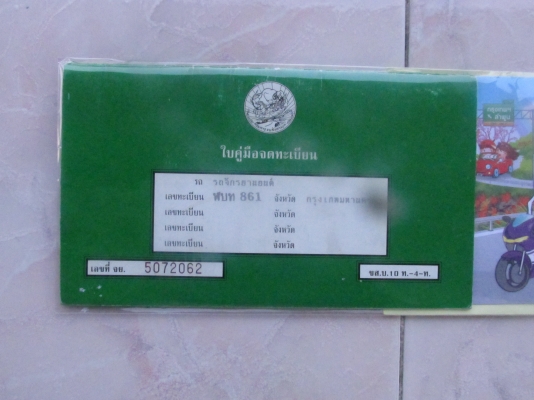 ใบคู่มือจดทะเบียน
รถ รถจักรยานยนต์
เลขทะเบียน พบท 861 จังหวัด กรุงเทพมหานคร
เลขทะเบียน จังหวัด
เลขทะเบียน จังหวัด
เลขทะเบียน จังหวัด
เลขที่ จย. 5072062
ขส.บ.10 ท.-4-ท.